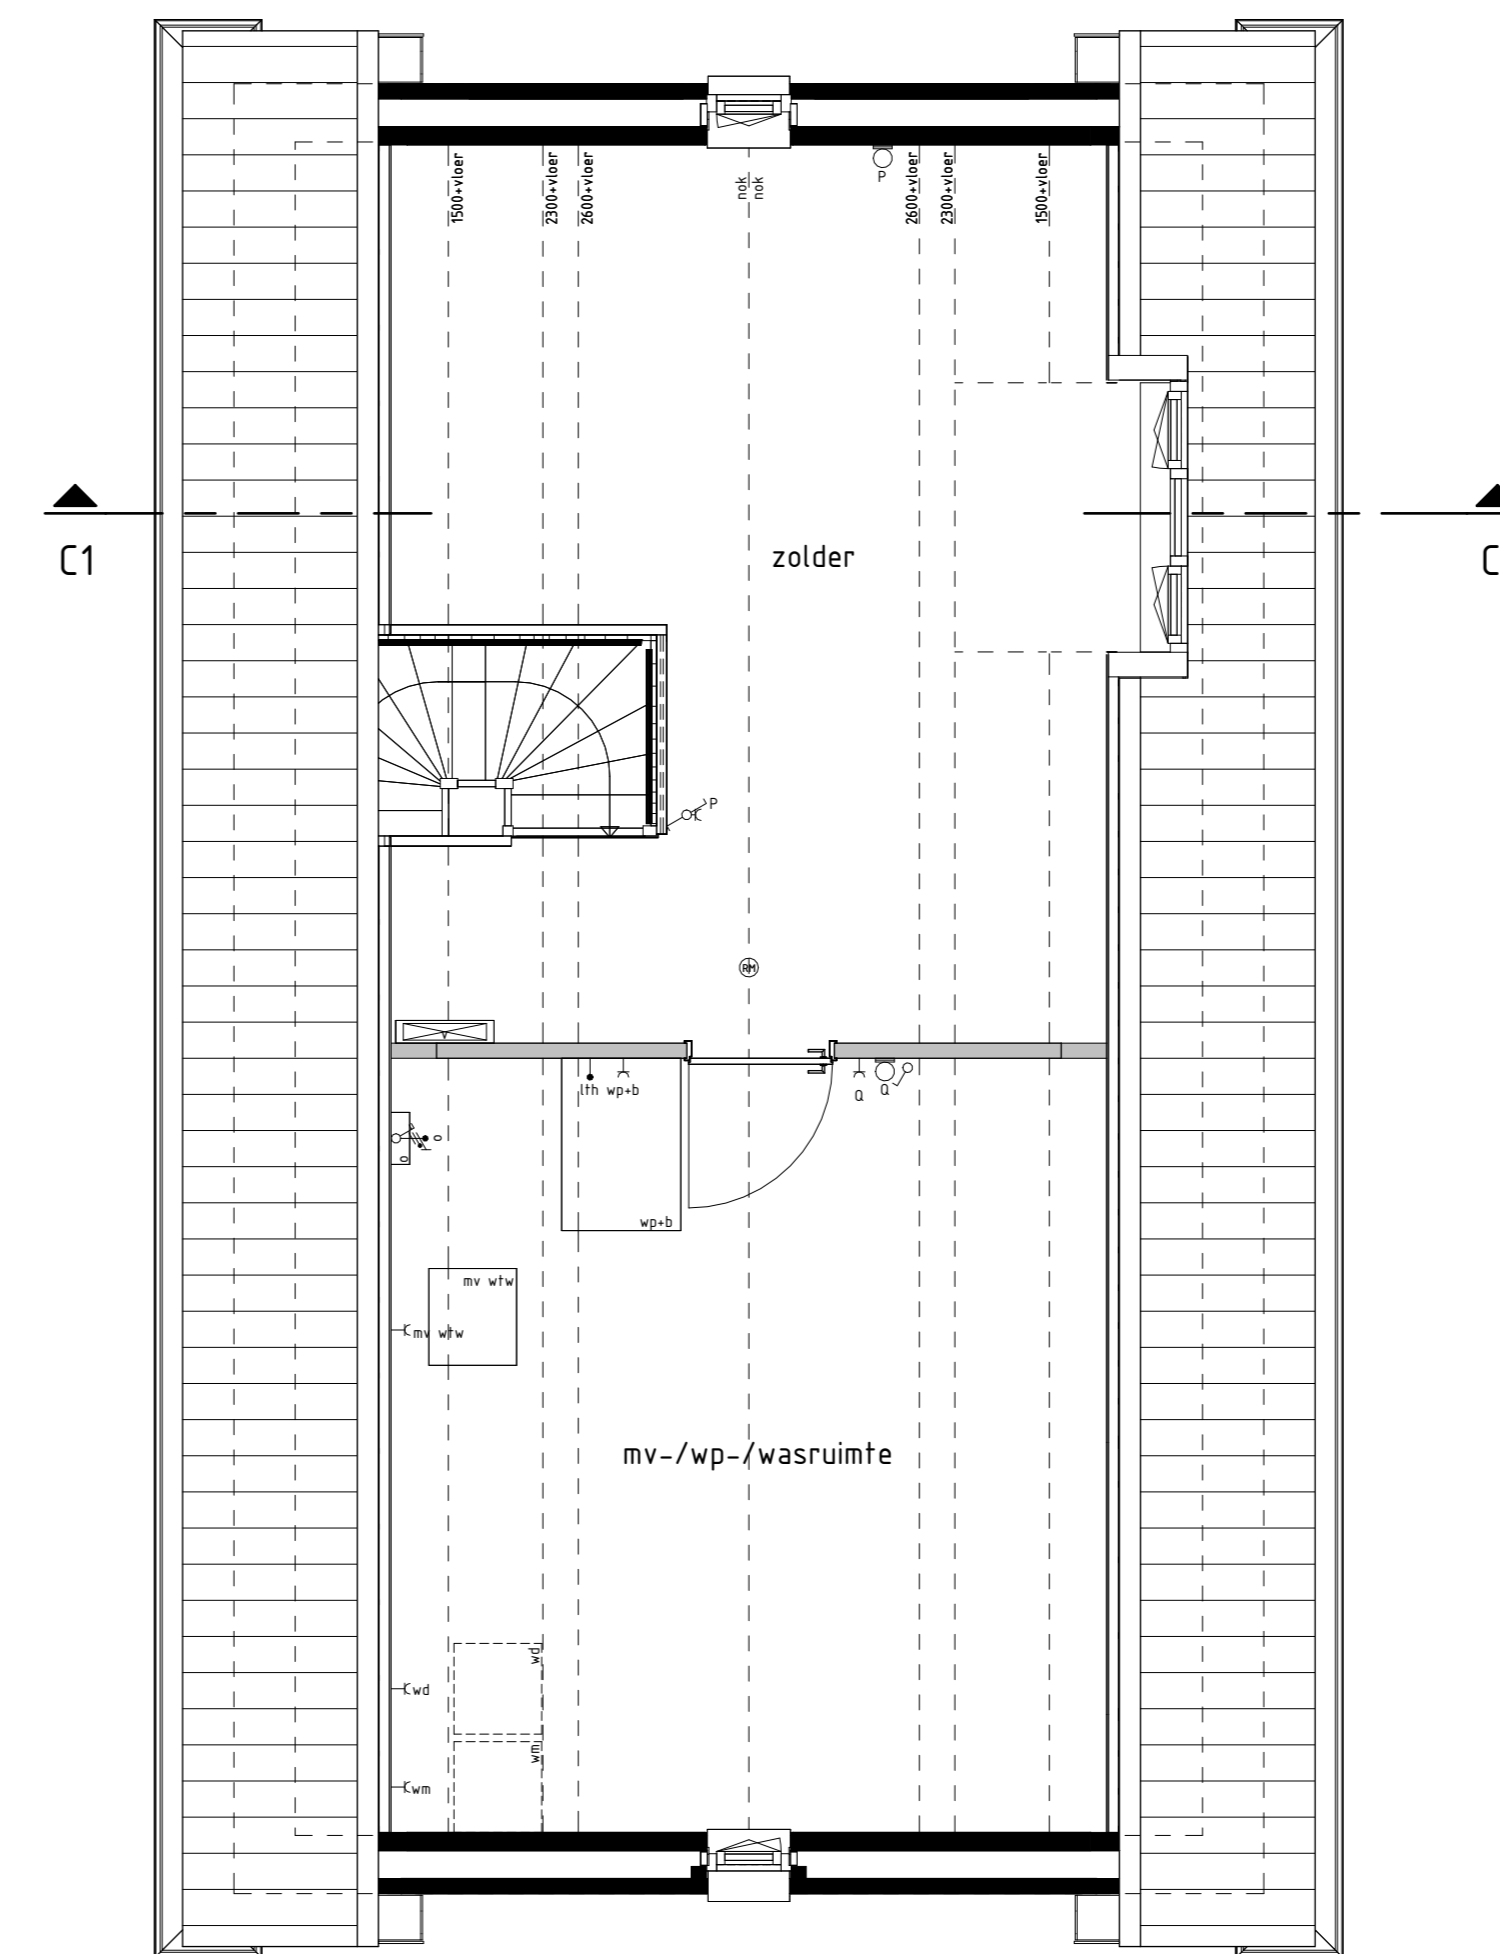 1500+vloer
2300+vloer
2600+vloer
nok
nok
P
2600+vloer
2300+vloer
1500+vloer
C1
C
zolder
P
RM
lth wp+b
Q
Q
o
o
wp+b
mv wtw
mv wtw
mv-/wp-/wasruimte
wd
wd
wm
wm